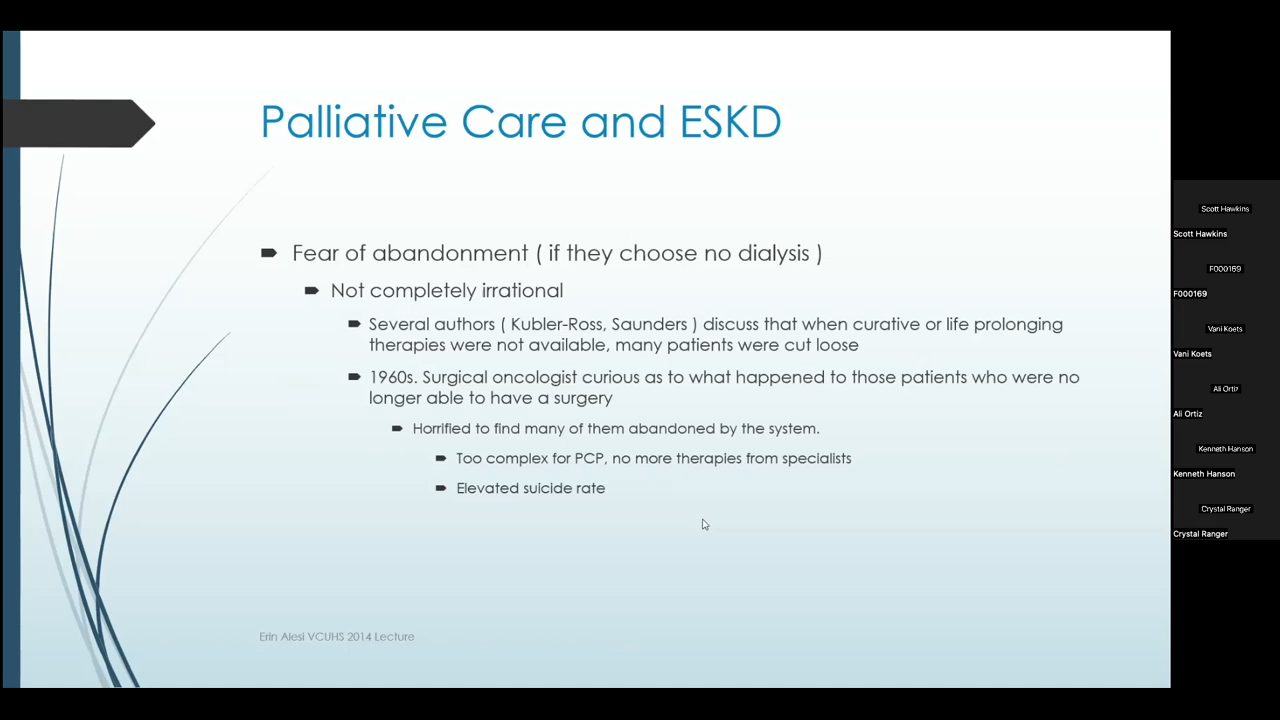 Palliative Care and ESKD
Fear of abandonment ( if they choose no dialysis )
Not completely irrational
Several authors ( Kubler-Ross, Saunders ) discuss that when curative or life prolonging
therapies were not available, many patients were cut loose
1960s. Surgical oncologist curious as to what happened to those patients who were no
longer able to have a surgery
Horrified to find many of them abandoned by the system.
Too complex for PCP, no more therapies from specialists
Elevated suicide rate
Erin Alesi VCUHS 2014 Lecture
Scott Hawkins
Scott Hawkins
F000169
F000169
Vani Koets
Vani Koets
Ali Ortiz
Ali Ortiz
Kenneth Hanson
Kenneth Hanson
Crystal Ranger
Crystal Ranger